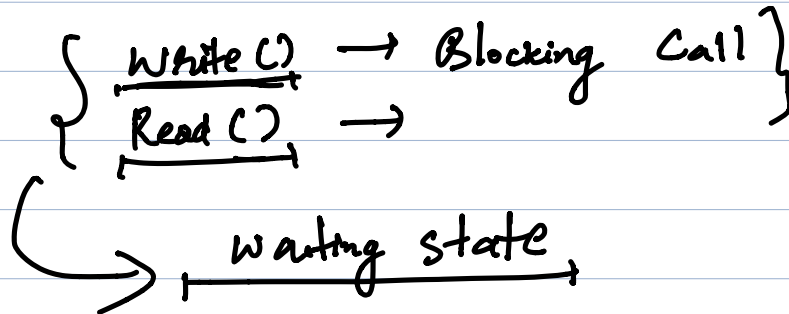 { Write() → Blocking Call }
Read() →
waiting state